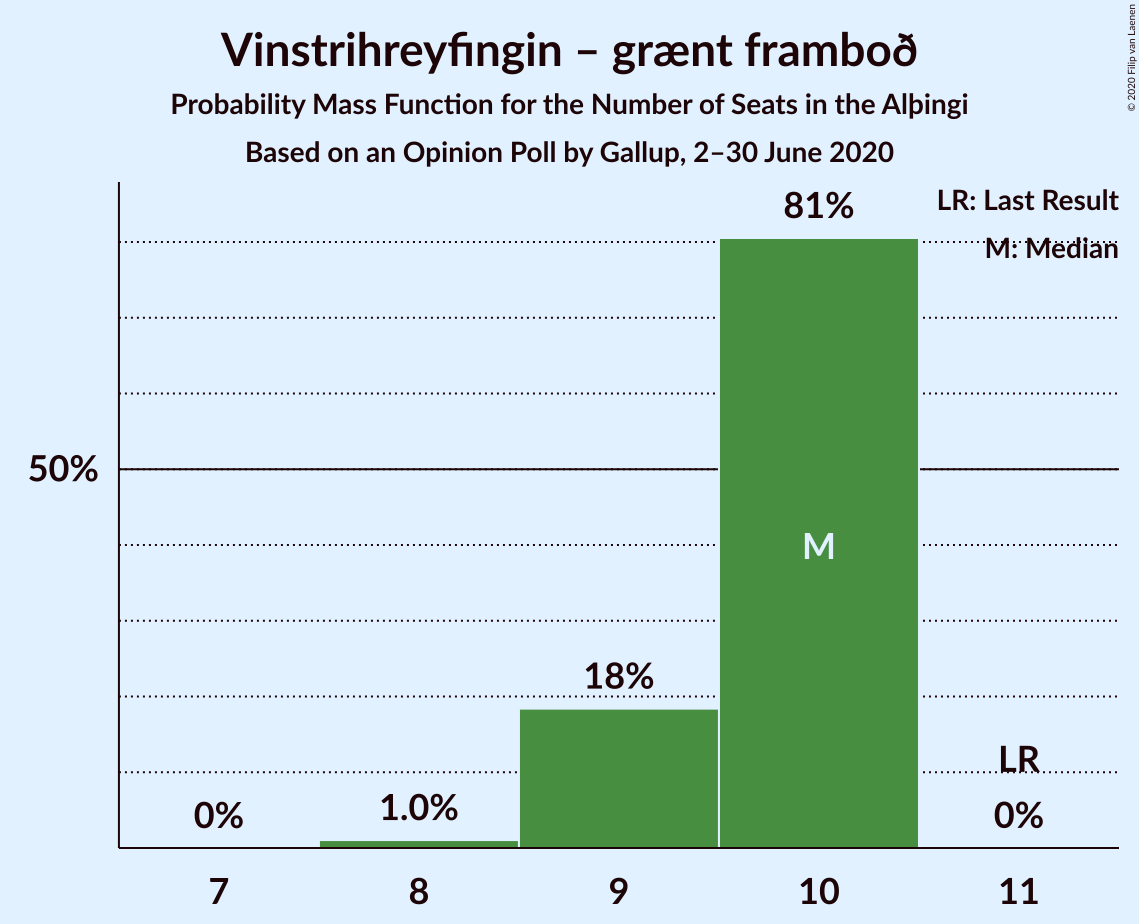 Vinstrihreyfingin – grænt framboð
Probability Mass Function for the Number of Seats in the Alþingi
Based on an Opinion Poll by Gallup, 2–30 June 2020
© 2020 Filip van Laenen
LR: Last Result
M: Median
81%
50%
M
18%
LR
0%
1.0%
0%
7
8
9
10
11